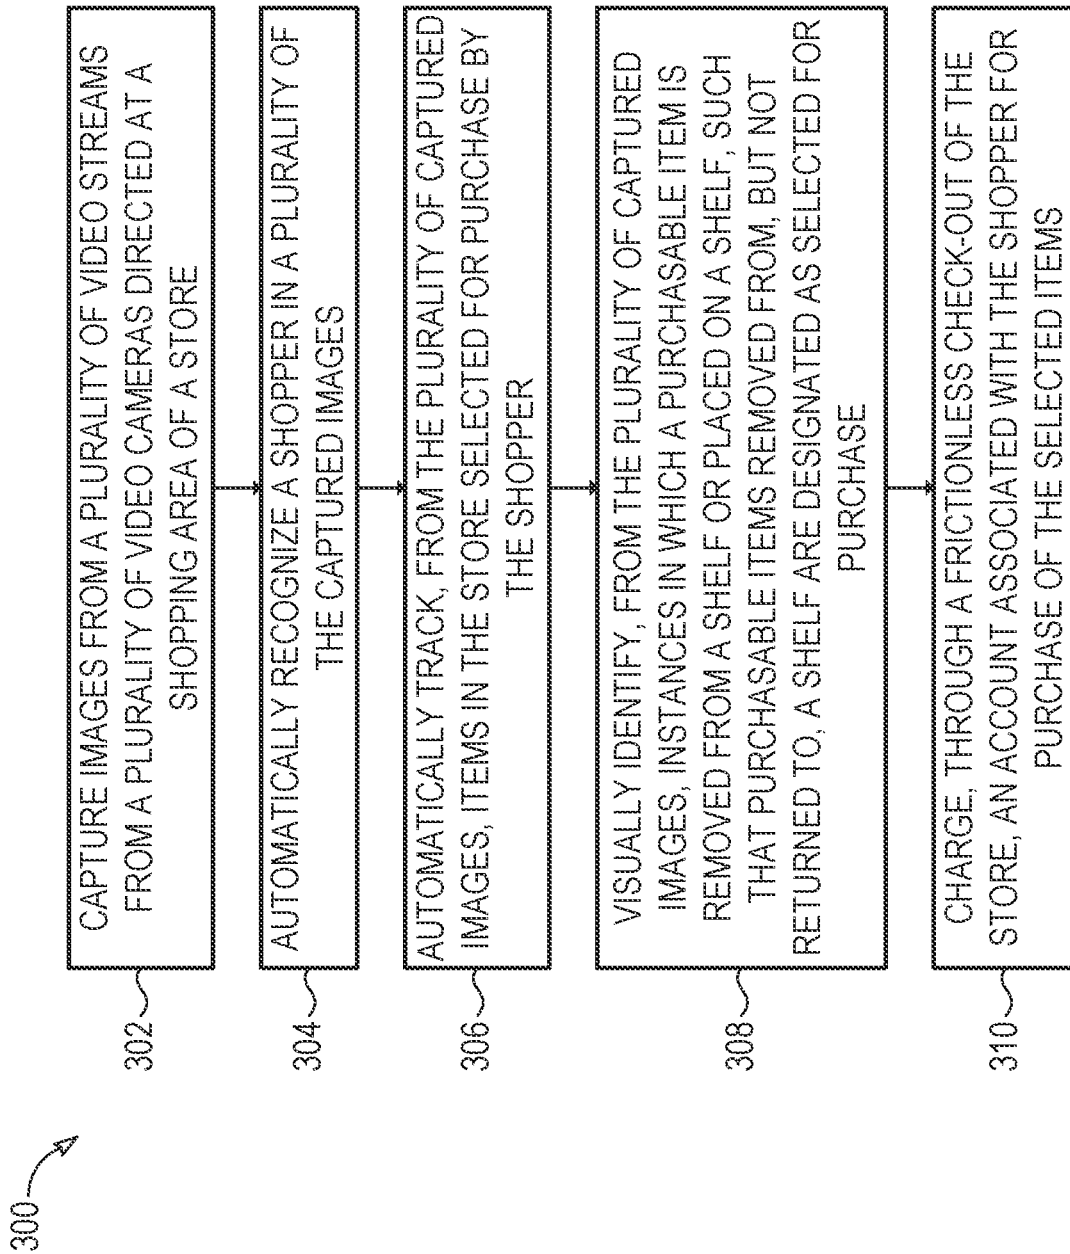 300
302
CAPTURE IMAGES FROM A PLURALITY OF VIDEO STREAMS
FROM A PLURALITY OF VIDEO CAMERAS DIRECTED AT A
SHOPPING AREA OF A STORE
304
AUTOMATICALLY RECOGNIZE A SHOPPER IN A PLURALITY OF
THE CAPTURED IMAGES
306
AUTOMATICALLY TRACK, FROM THE PLURALITY OF CAPTURED
IMAGES, ITEMS IN THE STORE SELECTED FOR PURCHASE BY
THE SHOPPER
308
VISUALLY IDENTIFY, FROM THE PLURALITY OF CAPTURED
IMAGES, INSTANCES IN WHICH A PURCHASABLE ITEM IS
REMOVED FROM A SHELF OR PLACED ON A SHELF, SUCH
THAT PURCHASABLE ITEMS REMOVED FROM, BUT NOT
RETURNED TO, A SHELF ARE DESIGNATED AS SELECTED FOR
PURCHASE
310
CHARGE, THROUGH A FRICTIONLESS CHECK-OUT OF THE
STORE, AN ACCOUNT ASSOCIATED WITH THE SHOPPER FOR
PURCHASE OF THE SELECTED ITEMS